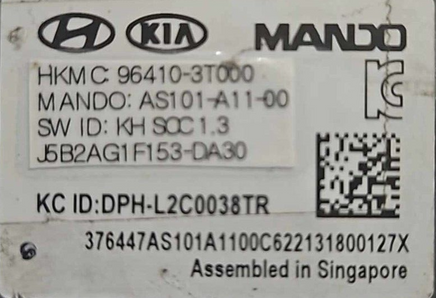 HYUNDAI KIA MANDO
HKMC: 96410-3T000
MANDO: AS101-A11-00
SW ID: KH SCC 1.3
J5B2AG1F153-DA30
KC ID:DPH-L2C0038TR
376447AS101A1100C622131800127X
Assembled in Singapore